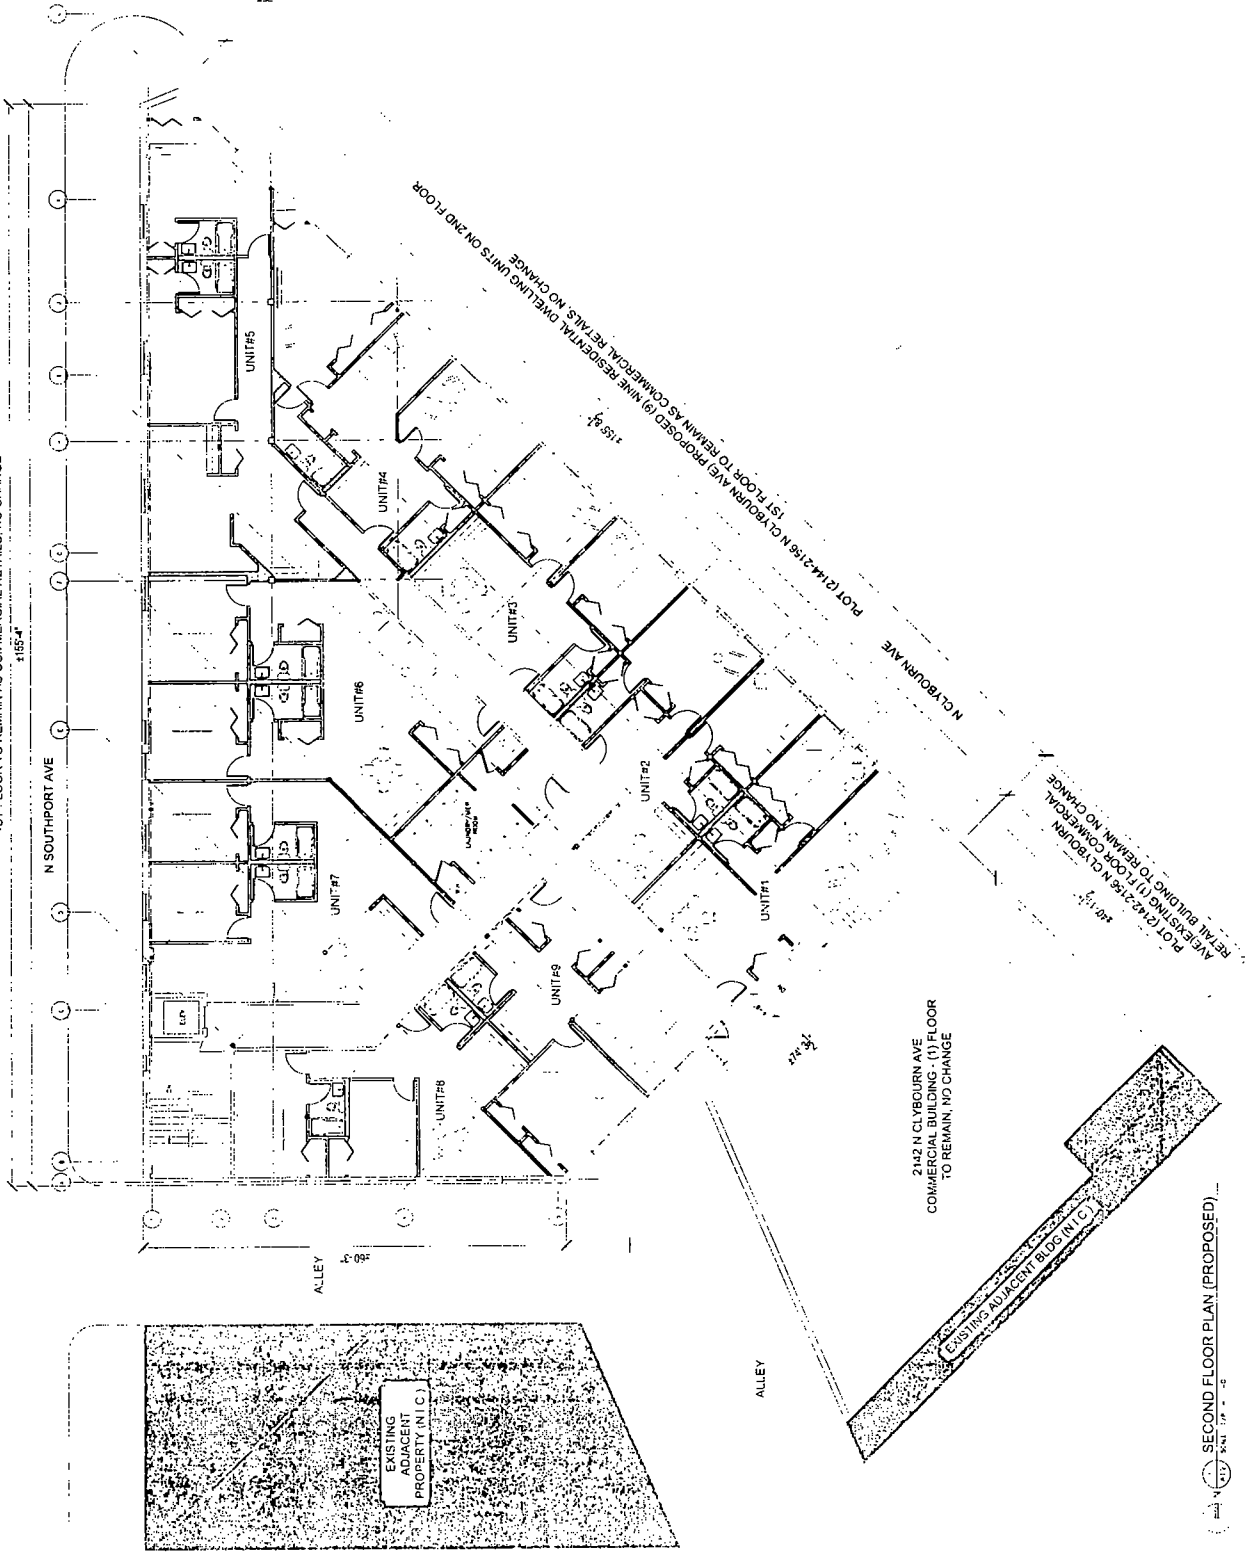 ±155'-4"
N SOUTHPORT AVE
UNIT#5
UNIT#4
UNIT#3
UNIT#6
UNIT#2
UNIT#7
UNIT#1
UNIT#9
UNIT#8
PLOT (2144-2156 N CLYBOURN AVE) PROPOSED (9) NINE RESIDENTIAL DWELLING UNITS ON 2ND FLOOR
1ST FLOOR TO REMAIN AS COMMERCIAL RETAILS, NO CHANGE
N CLYBOURN AVE
PLOT (2142-2156 N CLYBOURN
AVE)EXISTING (1) FLOOR COMMERCIAL
RETAIL BUILDING TO REMAIN, NO CHANGE
2142 N CLYBOURN AVE
COMMERCIAL BUILDING - (1) FLOOR
TO REMAIN, NO CHANGE
±60'-3"
ALLEY
EXISTING
ADJACENT
PROPERTY (N I C )
ALLEY
EXISTING ADJACENT BLDG (N I C )
SECOND FLOOR PLAN (PROPOSED)